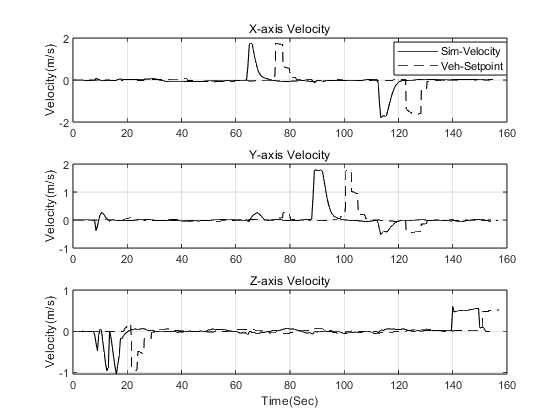 X-axis Velocity
Velocity(m/s)
2
0
-2
Sim-Velocity
Veh-Setpoint
0 20 40 60 80 100 120 140 160
Y-axis Velocity
Velocity(m/s)
2
1
0
-1
0 20 40 60 80 100 120 140 160
Z-axis Velocity
Velocity(m/s)
1
0
-1
0 20 40 60 80 100 120 140 160
Time(Sec)